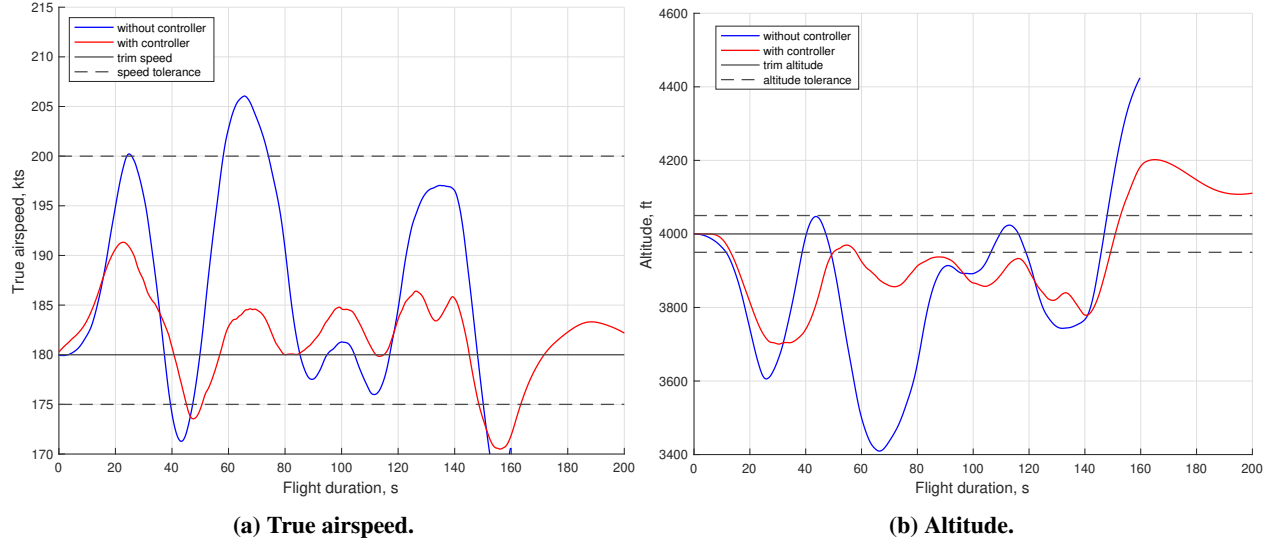 215
210
205
200
195
190
185
180
175
170
True airspeed, kts
without controller
with controller
trim speed
speed tolerance
0 20 40 60 80 100 120 140 160 180 200
Flight duration, s
(a) True airspeed.
4600
4400
4200
4000
3800
3600
3400
Altitude, ft
without controller
with controller
trim altitude
altitude tolerance
0 20 40 60 80 100 120 140 160 180 200
Flight duration, s
(b) Altitude.